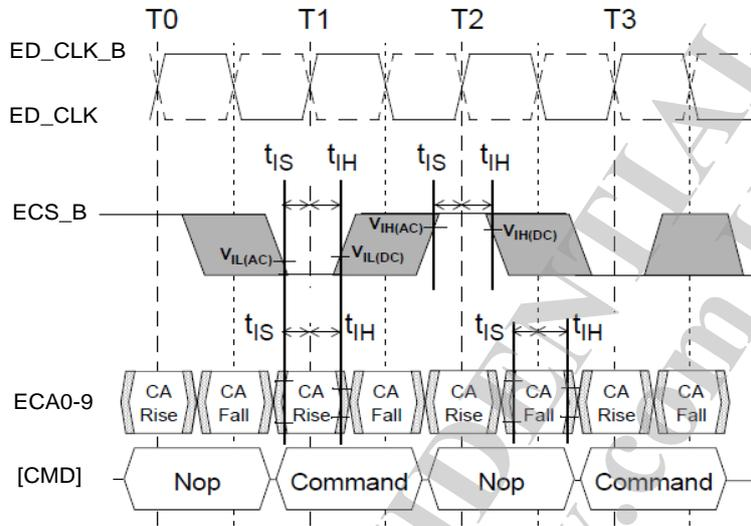 T0 T1 T2 T3
ED_CLK_B
ED_CLK
tIS tIH tIS tIH
ECS_B
VIH(AC) VIH(DC)
VIL(AC) VIL(DC)
tIS tIH tIS tIH
ECA0-9
CA Rise CA Fall CA Rise CA Fall CA Rise CA Fall CA Rise CA Fall
[CMD] Nop Command Nop Command